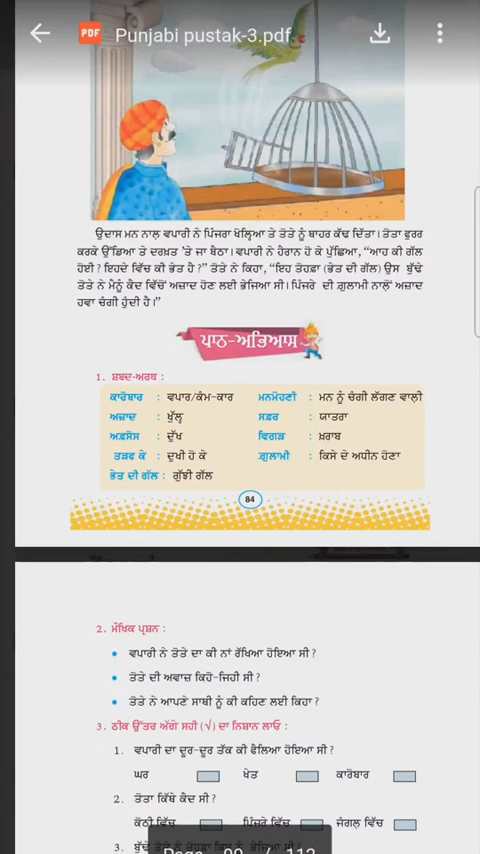 PDF Punjabi pustak-3.pdf
ਉਦਾਸ ਮਨ ਨਾਲ਼ ਵਪਾਰੀ ਨੇ ਪਿੰਜਰਾ ਖੋਲ੍ਹਿਆ ਤੇ ਤੋਤੇ ਨੂੰ ਬਾਹਰ ਕੱਢ ਦਿੱਤਾ। ਤੋਤਾ ਫੁਰਰ
ਕਰਕੇ ਉੱਡਿਆ ਤੇ ਦਰਖ਼ਤ 'ਤੇ ਜਾ ਬੈਠਾ। ਵਪਾਰੀ ਨੇ ਹੈਰਾਨ ਹੋ ਕੇ ਪੁੱਛਿਆ, “ਆਹ ਕੀ ਗੱਲ
ਹੋਈ? ਇਹਦੇ ਵਿੱਚ ਕੀ ਭੇਤ ਹੈ?” ਤੋਤੇ ਨੇ ਕਿਹਾ, “ਇਹ ਤੋਹਫ਼ਾ (ਭੇਤ ਦੀ ਗੱਲ) ਉਸ ਬੁੱਢੇ
ਤੋਤੇ ਨੇ ਮੈਨੂੰ ਕੈਦ ਵਿੱਚੋਂ ਅਜ਼ਾਦ ਹੋਣ ਲਈ ਭੇਜਿਆ ਸੀ। ਪਿੰਜਰੇ ਦੀ ਗ਼ੁਲਾਮੀ ਨਾਲ਼ੋਂ ਅਜ਼ਾਦ
ਹਵਾ ਚੰਗੀ ਹੁੰਦੀ ਹੈ।”
ਪਾਠ-ਅਭਿਆਸ
1. ਸ਼ਬਦ-ਅਰਥ :
ਕਾਰੋਬਾਰ : ਵਪਾਰ/ਕੰਮ-ਕਾਰ ਮਨਮੋਹਣੀ : ਮਨ ਨੂੰ ਚੰਗੀ ਲੱਗਣ ਵਾਲ਼ੀ
ਅਜ਼ਾਦ : ਖੁੱਲ੍ਹ ਸਫ਼ਰ : ਯਾਤਰਾ
ਅਫ਼ਸੋਸ : ਦੁੱਖ ਵਿਗੜ : ਖ਼ਰਾਬ
ਤੜਫ ਕੇ : ਦੁਖੀ ਹੋ ਕੇ ਗ਼ੁਲਾਮੀ : ਕਿਸੇ ਦੇ ਅਧੀਨ ਹੋਣਾ
ਭੇਤ ਦੀ ਗੱਲ : ਗੁੱਝੀ ਗੱਲ
84
2. ਮੌਖਿਕ ਪ੍ਰਸ਼ਨ :
• ਵਪਾਰੀ ਨੇ ਤੋਤੇ ਦਾ ਕੀ ਨਾਂ ਰੱਖਿਆ ਹੋਇਆ ਸੀ?
• ਤੋਤੇ ਦੀ ਅਵਾਜ਼ ਕਿਹੋ-ਜਿਹੀ ਸੀ?
• ਤੋਤੇ ਨੇ ਆਪਣੇ ਸਾਥੀ ਨੂੰ ਕੀ ਕਹਿਣ ਲਈ ਕਿਹਾ?
3. ਠੀਕ ਉੱਤਰ ਅੱਗੇ ਸਹੀ (√) ਦਾ ਨਿਸ਼ਾਨ ਲਾਓ :
1. ਵਪਾਰੀ ਦਾ ਦੂਰ-ਦੂਰ ਤੱਕ ਕੀ ਫੈਲਿਆ ਹੋਇਆ ਸੀ?
ਘਰ ਖੇਤ ਕਾਰੋਬਾਰ
2. ਤੋਤਾ ਕਿੱਥੇ ਕੈਦ ਸੀ?
ਕੋਠੀ ਵਿੱਚ ਪਿੰਜਰੇ ਵਿੱਚ ਜੰਗਲ਼ ਵਿੱਚ
3. ਬੁੱਢੇ ਤੋਤੇ ਨੇ ਤੋਹਫ਼ਾ ਕਿਸ ਨੂੰ ਭੇਜਿਆ ਸੀ?